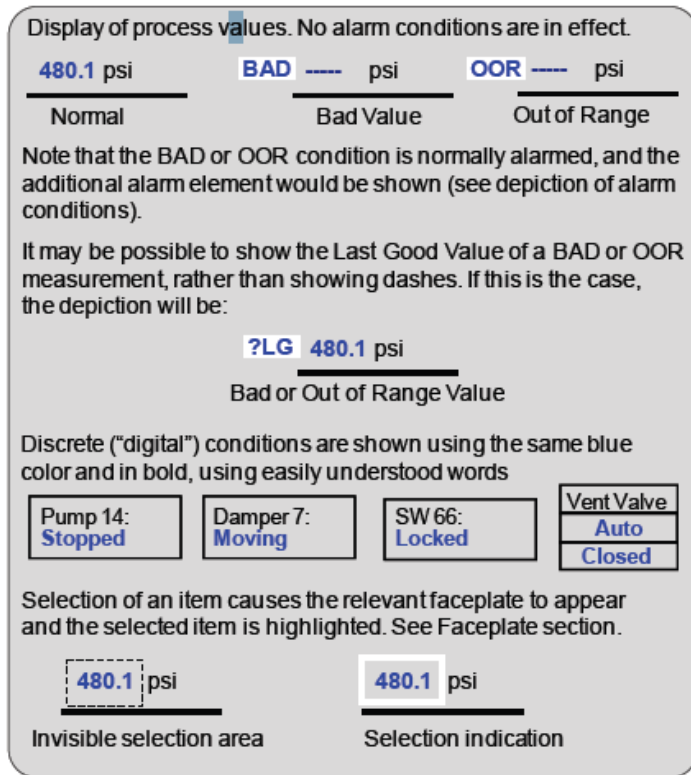 Display of process values. No alarm conditions are in effect.
480.1 psi BAD ----- psi OOR ----- psi
Normal Bad Value Out of Range
Note that the BAD or OOR condition is normally alarmed, and the
additional alarm element would be shown (see depiction of alarm
conditions).
It may be possible to show the Last Good Value of a BAD or OOR
measurement, rather than showing dashes. If this is the case,
the depiction will be:
?LG 480.1 psi
Bad or Out of Range Value
Discrete (“digital”) conditions are shown using the same blue
color and in bold, using easily understood words
Pump 14:
Stopped
Damper 7:
Moving
SW 66:
Locked
Vent Valve
Auto
Closed
Selection of an item causes the relevant faceplate to appear
and the selected item is highlighted. See Faceplate section.
480.1 psi 480.1 psi
Invisible selection area Selection indication